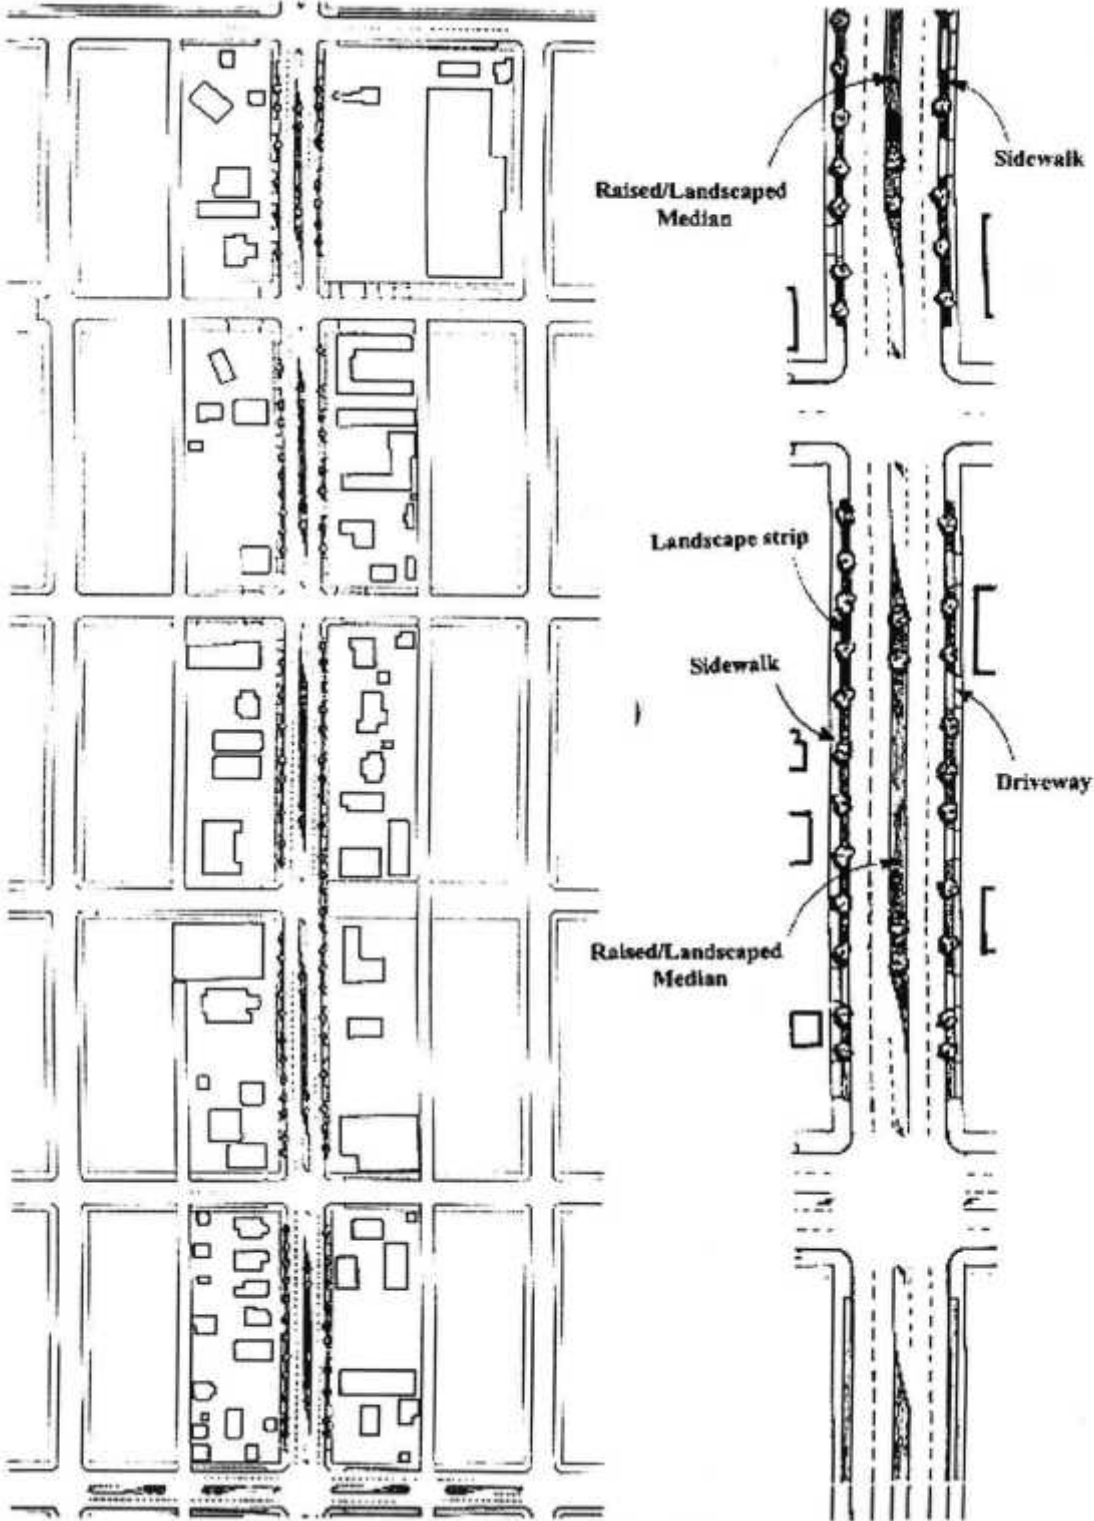 Sidewalk
Raised/Landscaped
Median
Landscape strip
Sidewalk
Driveway
Raised/Landscaped
Median